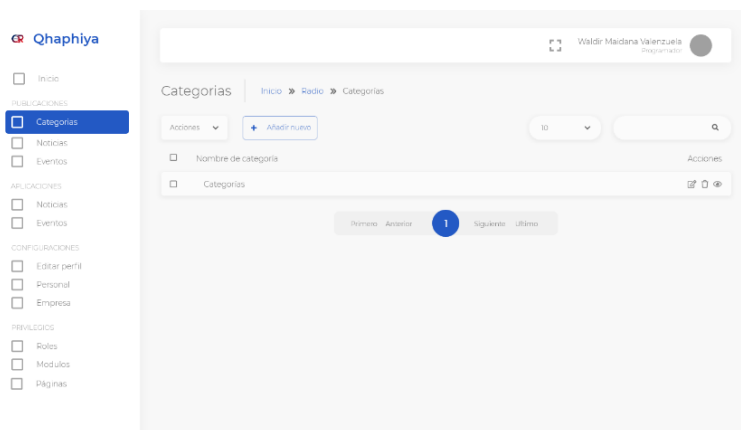 CR Qhaphiya
Waldir Maidana Valenzuela
Programador
Inicio
PUBLICACIONES
Categorias
Noticias
Eventos
APLICACIONES
Noticias
Eventos
CONFIGURACIONES
Editar perfil
Personal
Empresa
PRIVILEGIOS
Roles
Modulos
Páginas
Categorias
Inicio » Radio » Categorias
Acciones
+ Añadir nuevo
10
Nombre de categoria
Acciones
Categorias
Primero Anterior 1 Siguiente Ultimo